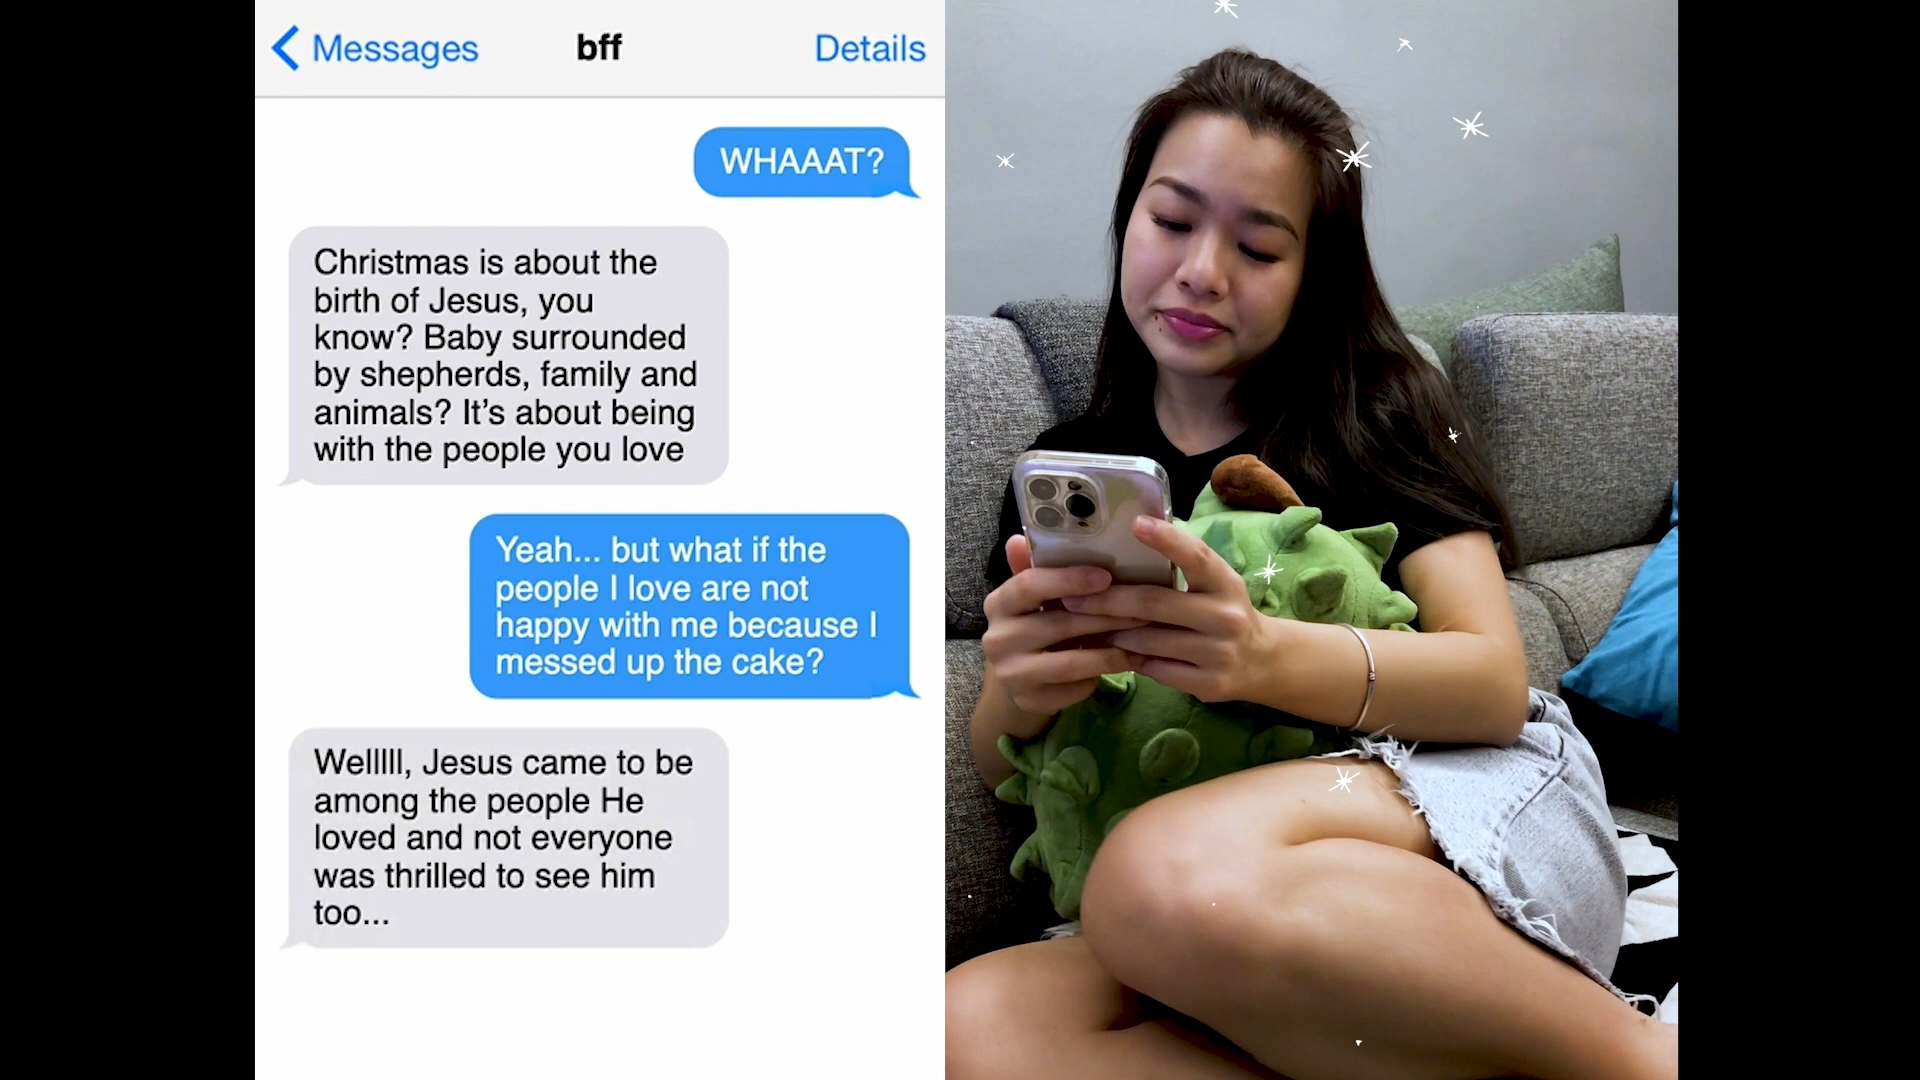 Messages bff Details
WHAAAT?
Christmas is about the
birth of Jesus, you
know? Baby surrounded
by shepherds, family and
animals? It's about being
with the people you love
Yeah... but what if the
people I love are not
happy with me because I
messed up the cake?
Welllll, Jesus came to be
among the people He
loved and not everyone
was thrilled to see him
too...